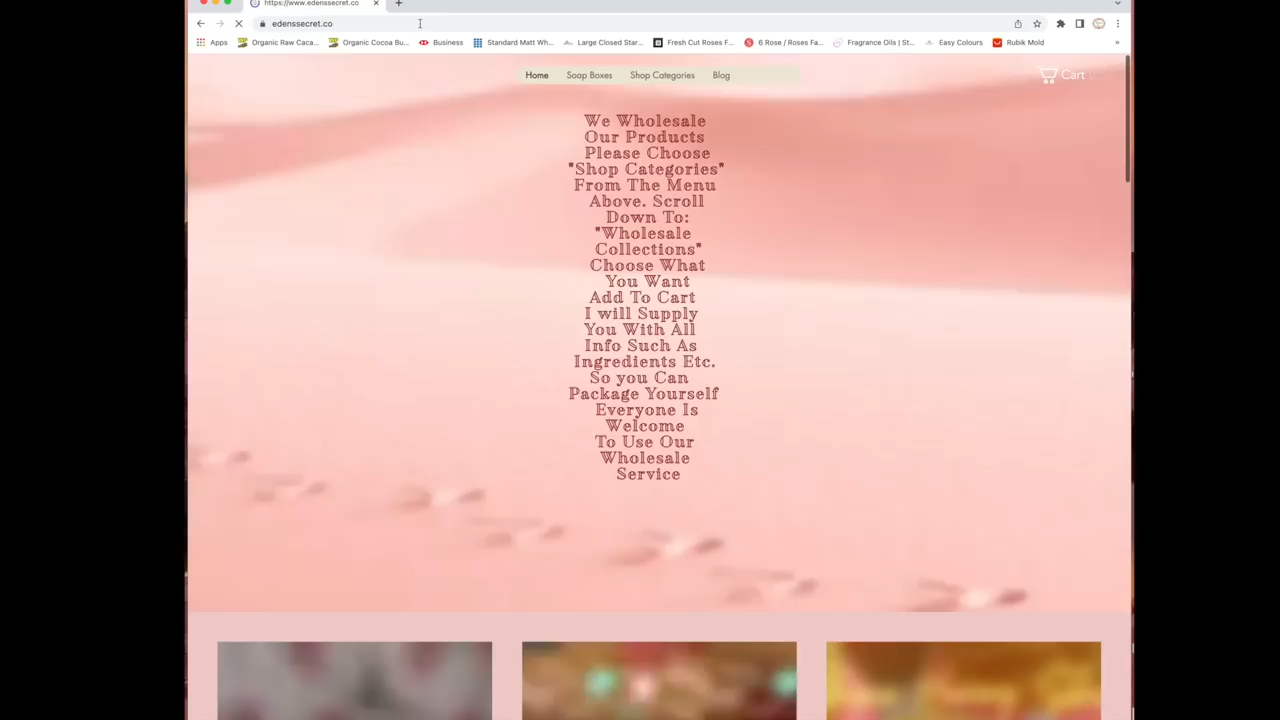 https://www.edenssecret.co
edenssecret.co
Apps Organic Raw Caca... Organic Cocoa Bu... Business Standard Matt Wh... Large Closed Star... Fresh Cut Roses F... 6 Rose / Roses Fa... Fragrance Oils | St... Easy Colours Rubik Mold »
Home Soap Boxes Shop Categories Blog Cart
We Wholesale
Our Products
Please Choose
"Shop Categories"
From The Menu
Above. Scroll
Down To:
"Wholesale
Collections"
Choose What
You Want
Add To Cart
I will Supply
You With All
Info Such As
Ingredients Etc.
So you Can
Package Yourself
Everyone Is
Welcome
To Use Our
Wholesale
Service